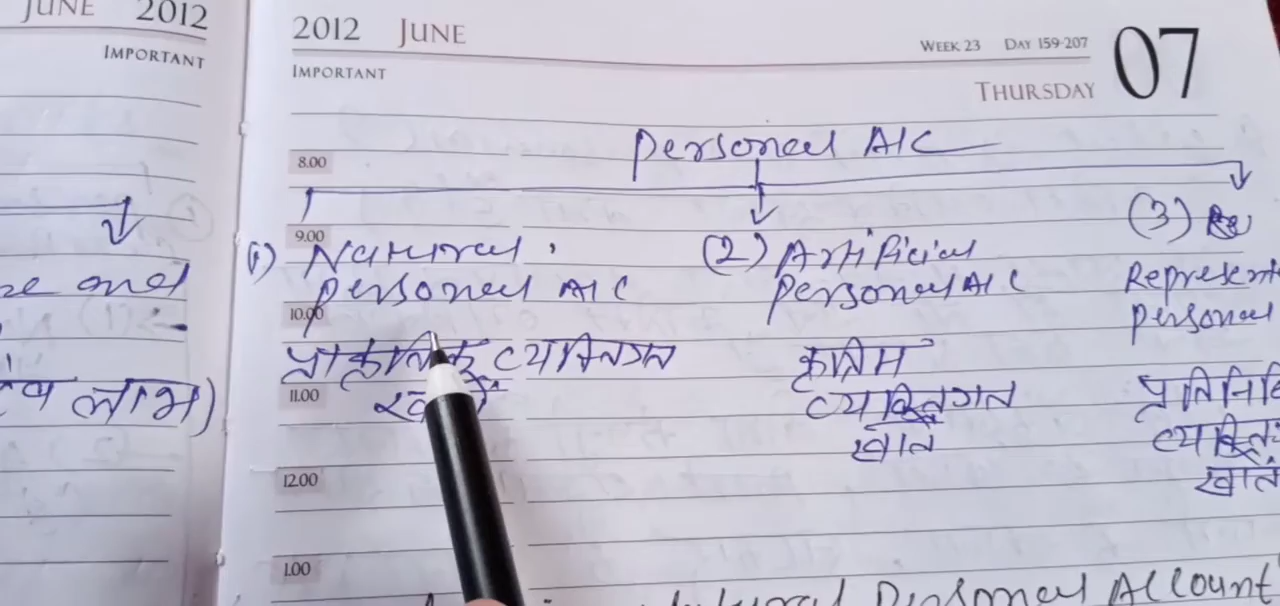 JUNE 2012
IMPORTANT
लाभ)
2012 JUNE
IMPORTANT
WEEK 23 DAY 159-207
THURSDAY 07
8.00
Personal A/C
9.00
(1) Natural
personal A/C
10.00
प्राकृतिक व्यक्तिगत
11.00
(2) Artificial
personal A/C
कृत्रिम
व्यक्तिगत
खाते
(3)
Represent
personal
प्रतिनिधि
व्यक्ति
खाते
12.00
1.00
Personal Account